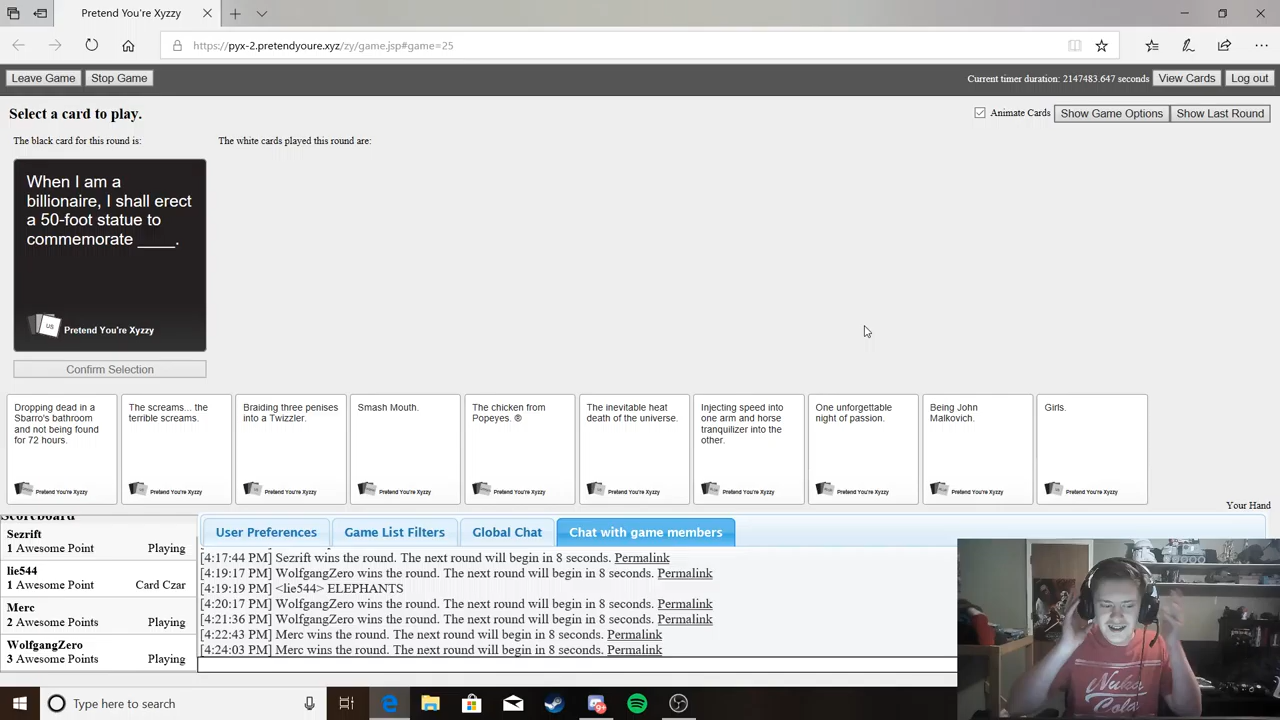 Pretend You're Xyzzy
https://pyx-2.pretendyoure.xyz/zy/game.jsp#game=25
Leave Game
Stop Game
Current timer duration: 2147483.647 seconds
View Cards
Log out
Select a card to play.
Animate Cards
Show Game Options
Show Last Round
The black card for this round is:
The white cards played this round are:
When I am a
billionaire, I shall erect
a 50-foot statue to
commemorate ____.
US
Pretend You're Xyzzy
Confirm Selection
Dropping dead in a
Sbarro's bathroom
and not being found
for 72 hours.
Pretend You're Xyzzy
The screams... the
terrible screams.
Pretend You're Xyzzy
Braiding three penises
into a Twizzler.
Pretend You're Xyzzy
Smash Mouth.
Pretend You're Xyzzy
The chicken from
Popeyes. ®
Pretend You're Xyzzy
The inevitable heat
death of the universe.
Pretend You're Xyzzy
Injecting speed into
one arm and horse
tranquilizer into the
other.
Pretend You're Xyzzy
One unforgettable
night of passion.
Pretend You're Xyzzy
Being John
Malkovich.
Pretend You're Xyzzy
Girls.
Pretend You're Xyzzy
Your Hand
Scoreboard
Sezrift
1 Awesome Point Playing
lie544
1 Awesome Point Card Czar
Merc
2 Awesome Points Playing
WolfgangZero
3 Awesome Points Playing
User Preferences
Game List Filters
Global Chat
Chat with game members
[4:17:44 PM] Sezrift wins the round. The next round will begin in 8 seconds. Permalink
[4:19:17 PM] WolfgangZero wins the round. The next round will begin in 8 seconds. Permalink
[4:19:19 PM] <lie544> ELEPHANTS
[4:20:17 PM] WolfgangZero wins the round. The next round will begin in 8 seconds. Permalink
[4:21:36 PM] WolfgangZero wins the round. The next round will begin in 8 seconds. Permalink
[4:22:43 PM] Merc wins the round. The next round will begin in 8 seconds. Permalink
[4:24:03 PM] Merc wins the round. The next round will begin in 8 seconds. Permalink
Nuka
Cola
Type here to search